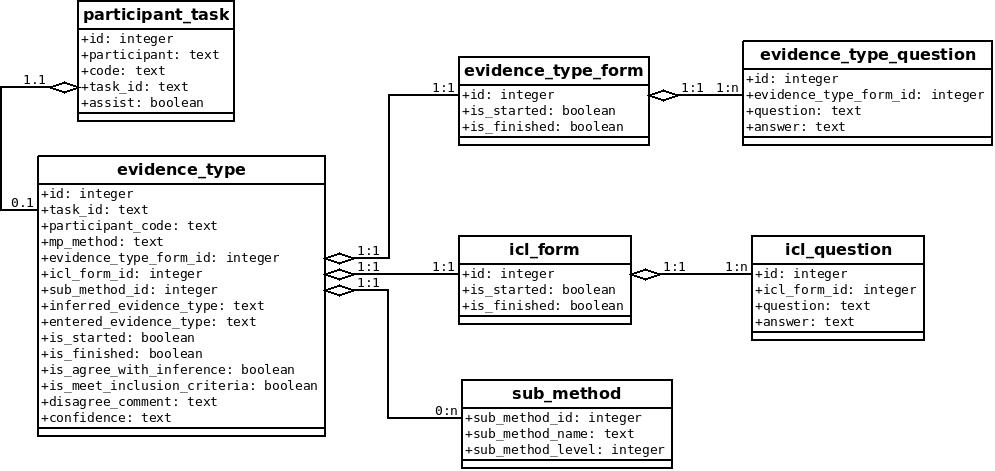 participant_task
+id: integer
+participant: text
+code: text
+task_id: text
+assist: boolean
1.1
0.1
evidence_type
+id: integer
+task_id: text
+participant_code: text
+mp_method: text
+evidence_type_form_id: integer
+icl_form_id: integer
+sub_method_id: integer
+inferred_evidence_type: text
+entered_evidence_type: text
+is_started: boolean
+is_finished: boolean
+is_agree_with_inference: boolean
+is_meet_inclusion_criteria: boolean
+disagree_comment: text
+confidence: text
1:1
1:1
1:1
1:1
evidence_type_form
+id: integer
+is_started: boolean
+is_finished: boolean
1:1 1:n
evidence_type_question
+id: integer
+evidence_type_form_id: integer
+question: text
+answer: text
1:1
icl_form
+id: integer
+is_started: boolean
+is_finished: boolean
1:1 1:n
icl_question
+id: integer
+icl_form_id: integer
+question: text
+answer: text
0:n
sub_method
+sub_method_id: integer
+sub_method_name: text
+sub_method_level: integer